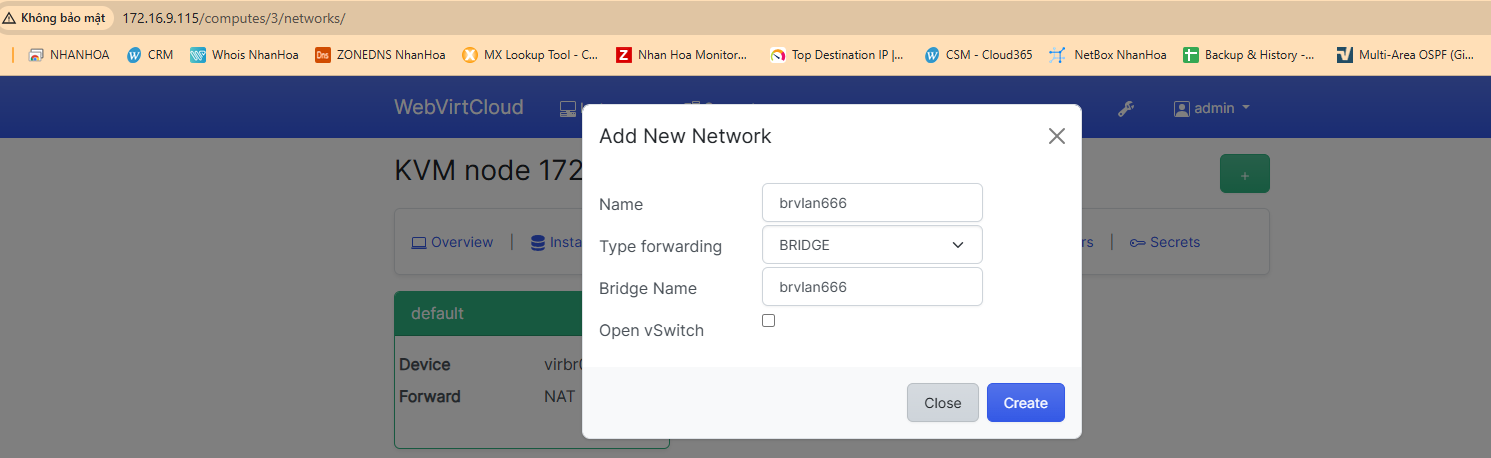 Không bảo mật 172.16.9.115/computes/3/networks/
NHANHOA CRM Whois NhanHoa Dns ZONEDNS NhanHoa MX Lookup Tool - C... Z Nhan Hoa Monitor... Top Destination IP |... CSM - Cloud365 NetBox NhanHoa Backup & History -... Multi-Area OSPF (Gi...
WebVirtCloud admin
Add New Network
KVM node 172
+
Name brvlan666
Overview | Insta
Type forwarding BRIDGE
rs | Secrets
Bridge Name brvlan666
default
Open vSwitch
Device virbr
Forward NAT
Close Create